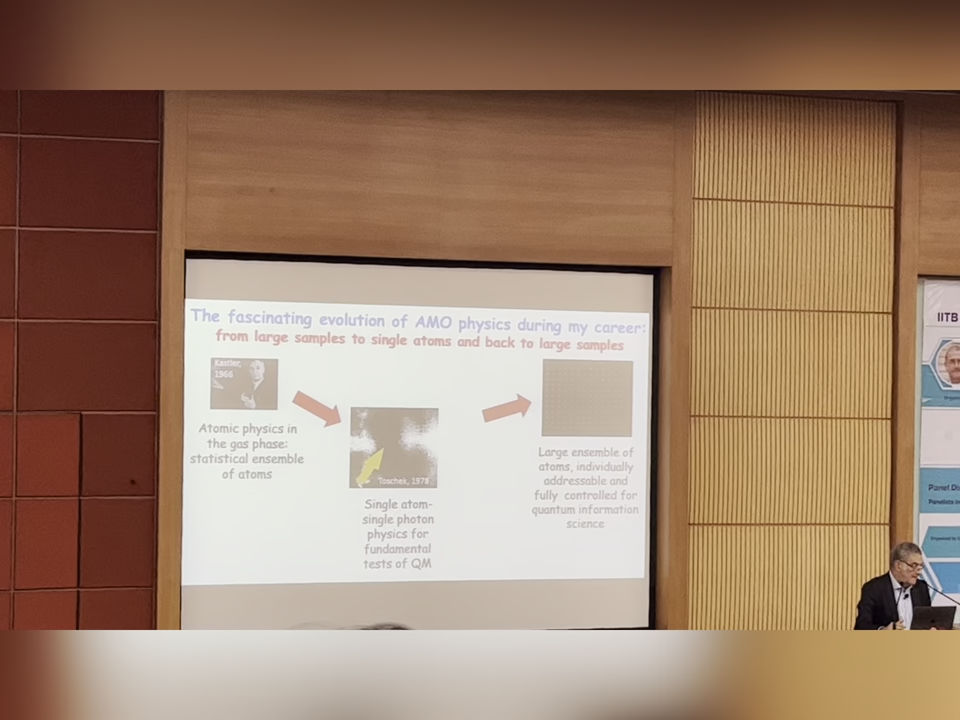 The fascinating evolution of AMO physics during my career:
from large samples to single atoms and back to large samples
Kastler,
1966
Atomic physics in
the gas phase:
statistical ensemble
of atoms
Toschek, 1978
Single atom-
single photon
physics for
fundamental
tests of QM
Large ensemble of
atoms, individually
addressable and
fully controlled for
quantum information
science
IITB
Panel